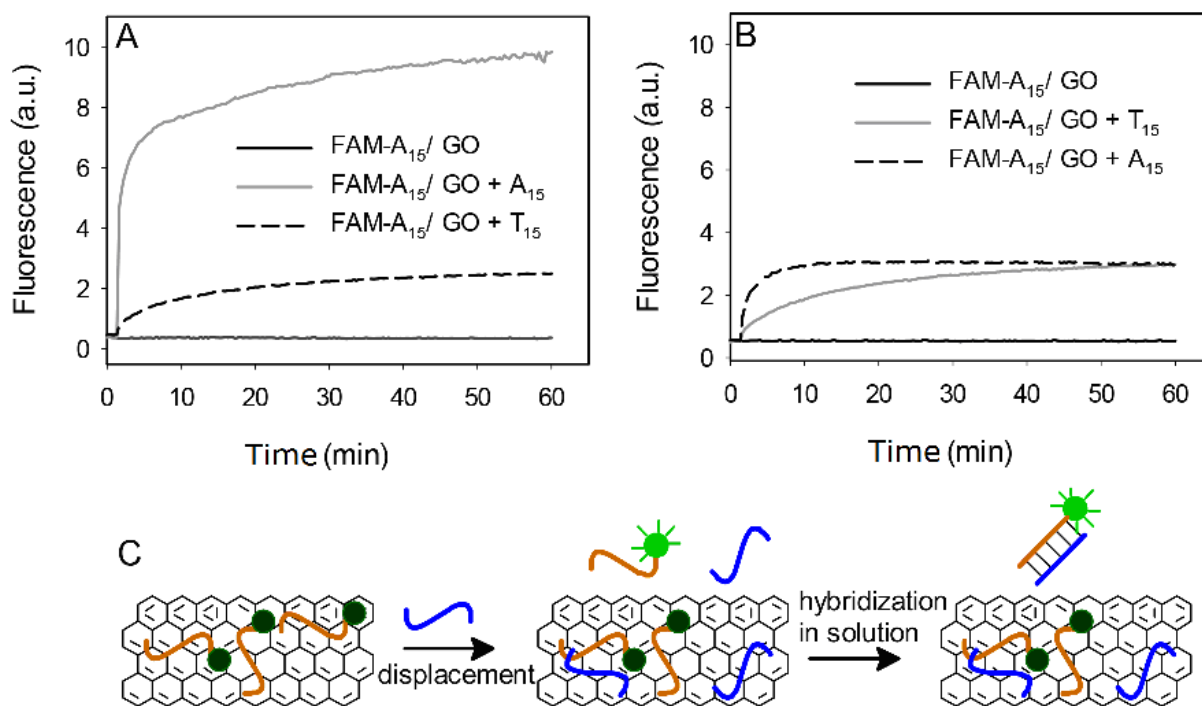 A
Fluorescence (a.u.)
10
8
6
4
2
0
FAM-A₁₅/ GO
FAM-A₁₅/ GO + A₁₅
FAM-A₁₅/ GO + T₁₅
0 10 20 30 40 50 60
Time (min)
B
Fluorescence (a.u.)
10
8
6
4
2
0
FAM-A₁₅/ GO
FAM-A₁₅/ GO + T₁₅
FAM-A₁₅/ GO + A₁₅
0 10 20 30 40 50 60
Time (min)
C
displacement
hybridization
in solution